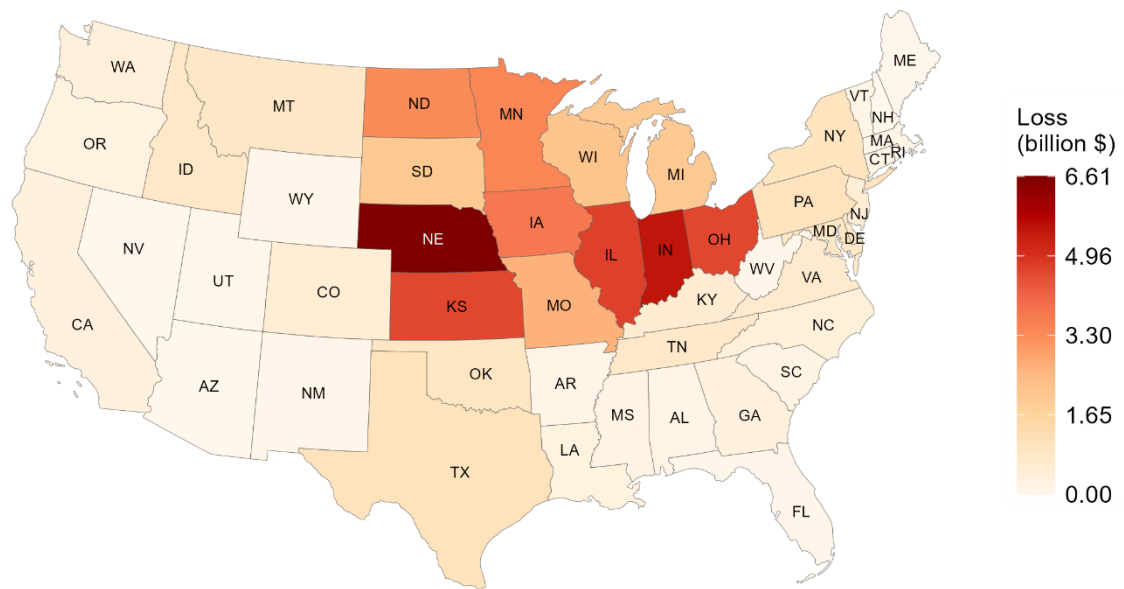 WA
OR
CA
NV
ID
MT
WY
UT
AZ
CO
NM
ND
SD
NE
KS
OK
TX
MN
IA
MO
AR
LA
WI
IL
MS
MI
IN
KY
TN
AL
OH
WV
GA
FL
SC
NC
VA
PA
NY
MD
DE
NJ
VT
NH
MA
CT
RI
ME
Loss
(billion $)
6.61
4.96
3.30
1.65
0.00